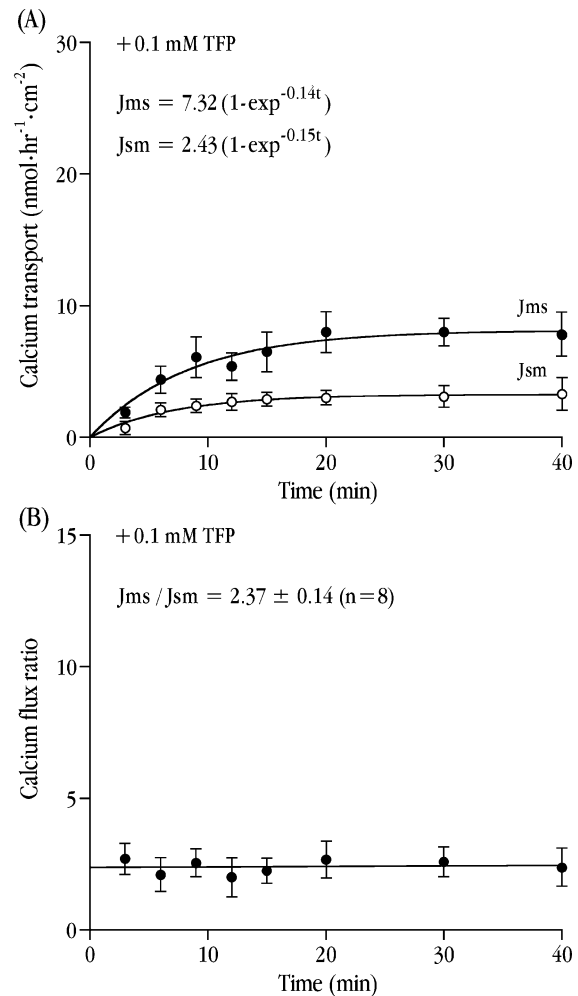 (A)
+0.1 mM TFP
Jms = 7.32 (1-exp^-0.14t)
Jsm = 2.43 (1-exp^-0.15t)
Calcium transport (nmol·hr^-1·cm^-2)
30
20
10
0
Jms
Jsm
0 10 20 30 40
Time (min)
(B)
+0.1 mM TFP
Jms / Jsm = 2.37 ± 0.14 (n=8)
Calcium flux ratio
15
10
5
0
0 10 20 30 40
Time (min)